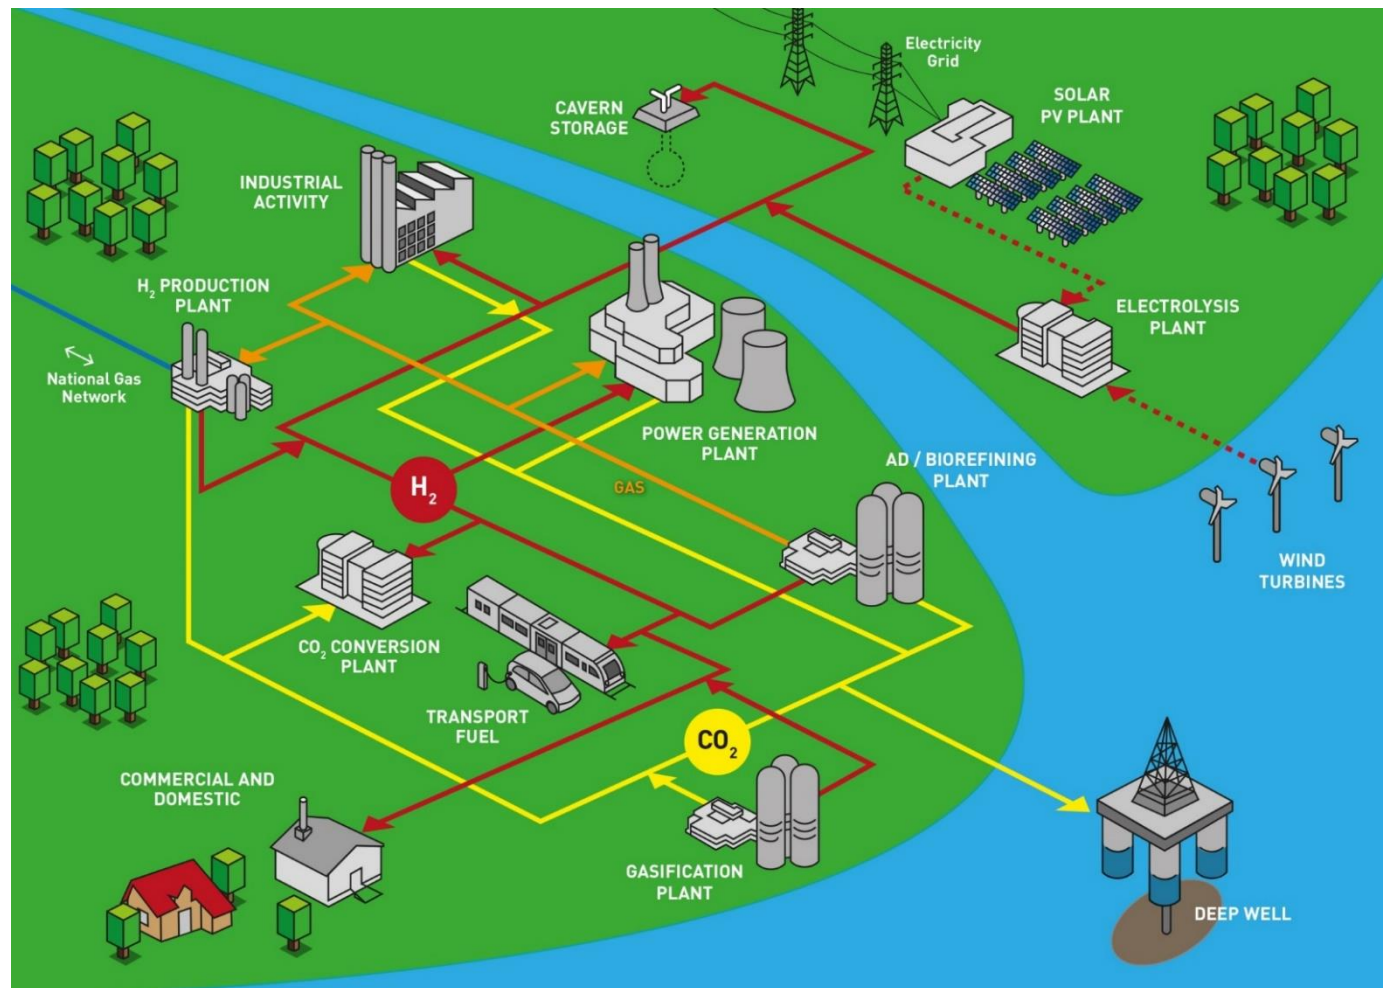 Electricity
Grid
SOLAR
PV PLANT
CAVERN
STORAGE
INDUSTRIAL
ACTIVITY
H₂ PRODUCTION
PLANT
ELECTROLYSIS
PLANT
National Gas
Network
POWER GENERATION
PLANT
AD / BIOREFINING
PLANT
H₂
GAS
WIND
TURBINES
CO₂ CONVERSION
PLANT
TRANSPORT
FUEL
CO₂
COMMERCIAL AND
DOMESTIC
GASIFICATION
PLANT
DEEP WELL